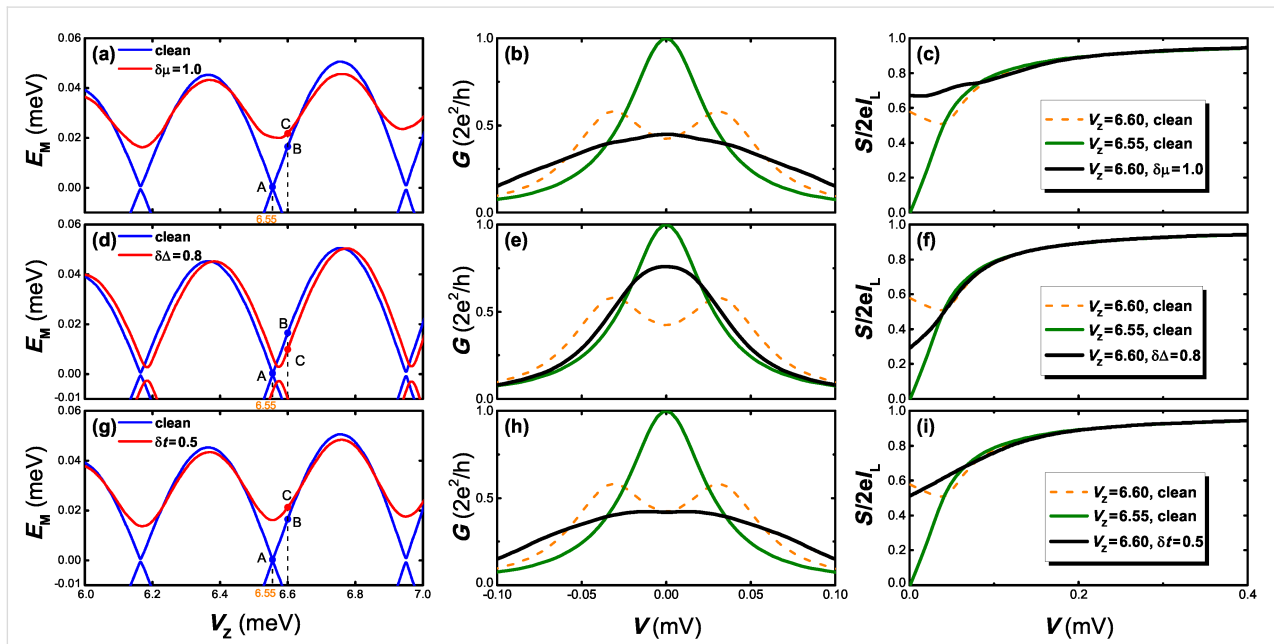 (a)
clean
δμ=1.0
0.06
0.04
0.02
0.00
E_M (meV)
A
B
C
6.55
(b)
1.0
0.5
0.0
G (2e²/h)
(c)
1.0
0.8
0.6
0.4
0.2
0.0
S/2eI_L
V_z=6.60, clean
V_z=6.55, clean
V_z=6.60, δμ=1.0
(d)
clean
δΔ=0.8
0.06
0.04
0.02
0.00
-0.01
E_M (meV)
A
B
C
6.55
(e)
1.0
0.5
0.0
G (2e²/h)
(f)
1.0
0.8
0.6
0.4
0.2
0.0
S/2eI_L
V_z=6.60, clean
V_z=6.55, clean
V_z=6.60, δΔ=0.8
(g)
clean
δt=0.5
0.06
0.04
0.02
0.00
-0.01
E_M (meV)
A
B
C
6.0 6.2 6.4 6.55 6.6 6.8 7.0
V_Z (meV)
(h)
1.0
0.5
0.0
G (2e²/h)
-0.10 -0.05 0.00 0.05 0.10
V (mV)
(i)
1.0
0.8
0.6
0.4
0.2
0.0
S/2eI_L
V_z=6.60, clean
V_z=6.55, clean
V_z=6.60, δt=0.5
0.0 0.2 0.4
V (mV)